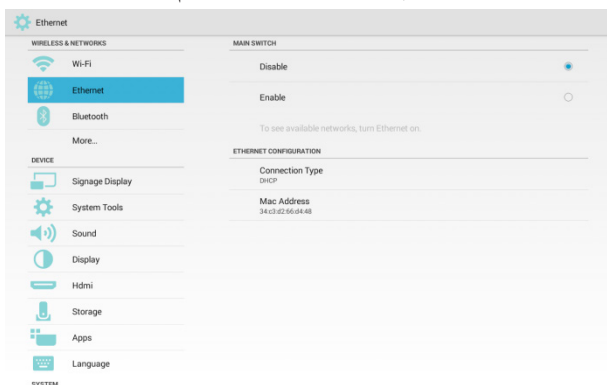 Ethernet
WIRELESS & NETWORKS
Wi-Fi
Ethernet
Bluetooth
More...
DEVICE
Signage Display
System Tools
Sound
Display
Hdmi
Storage
Apps
Language
SYSTEM
MAIN SWITCH
Disable
Enable
To see available networks, turn Ethernet on.
ETHERNET CONFIGURATION
Connection Type
DHCP
Mac Address
34:c3:d2:66:d4:48